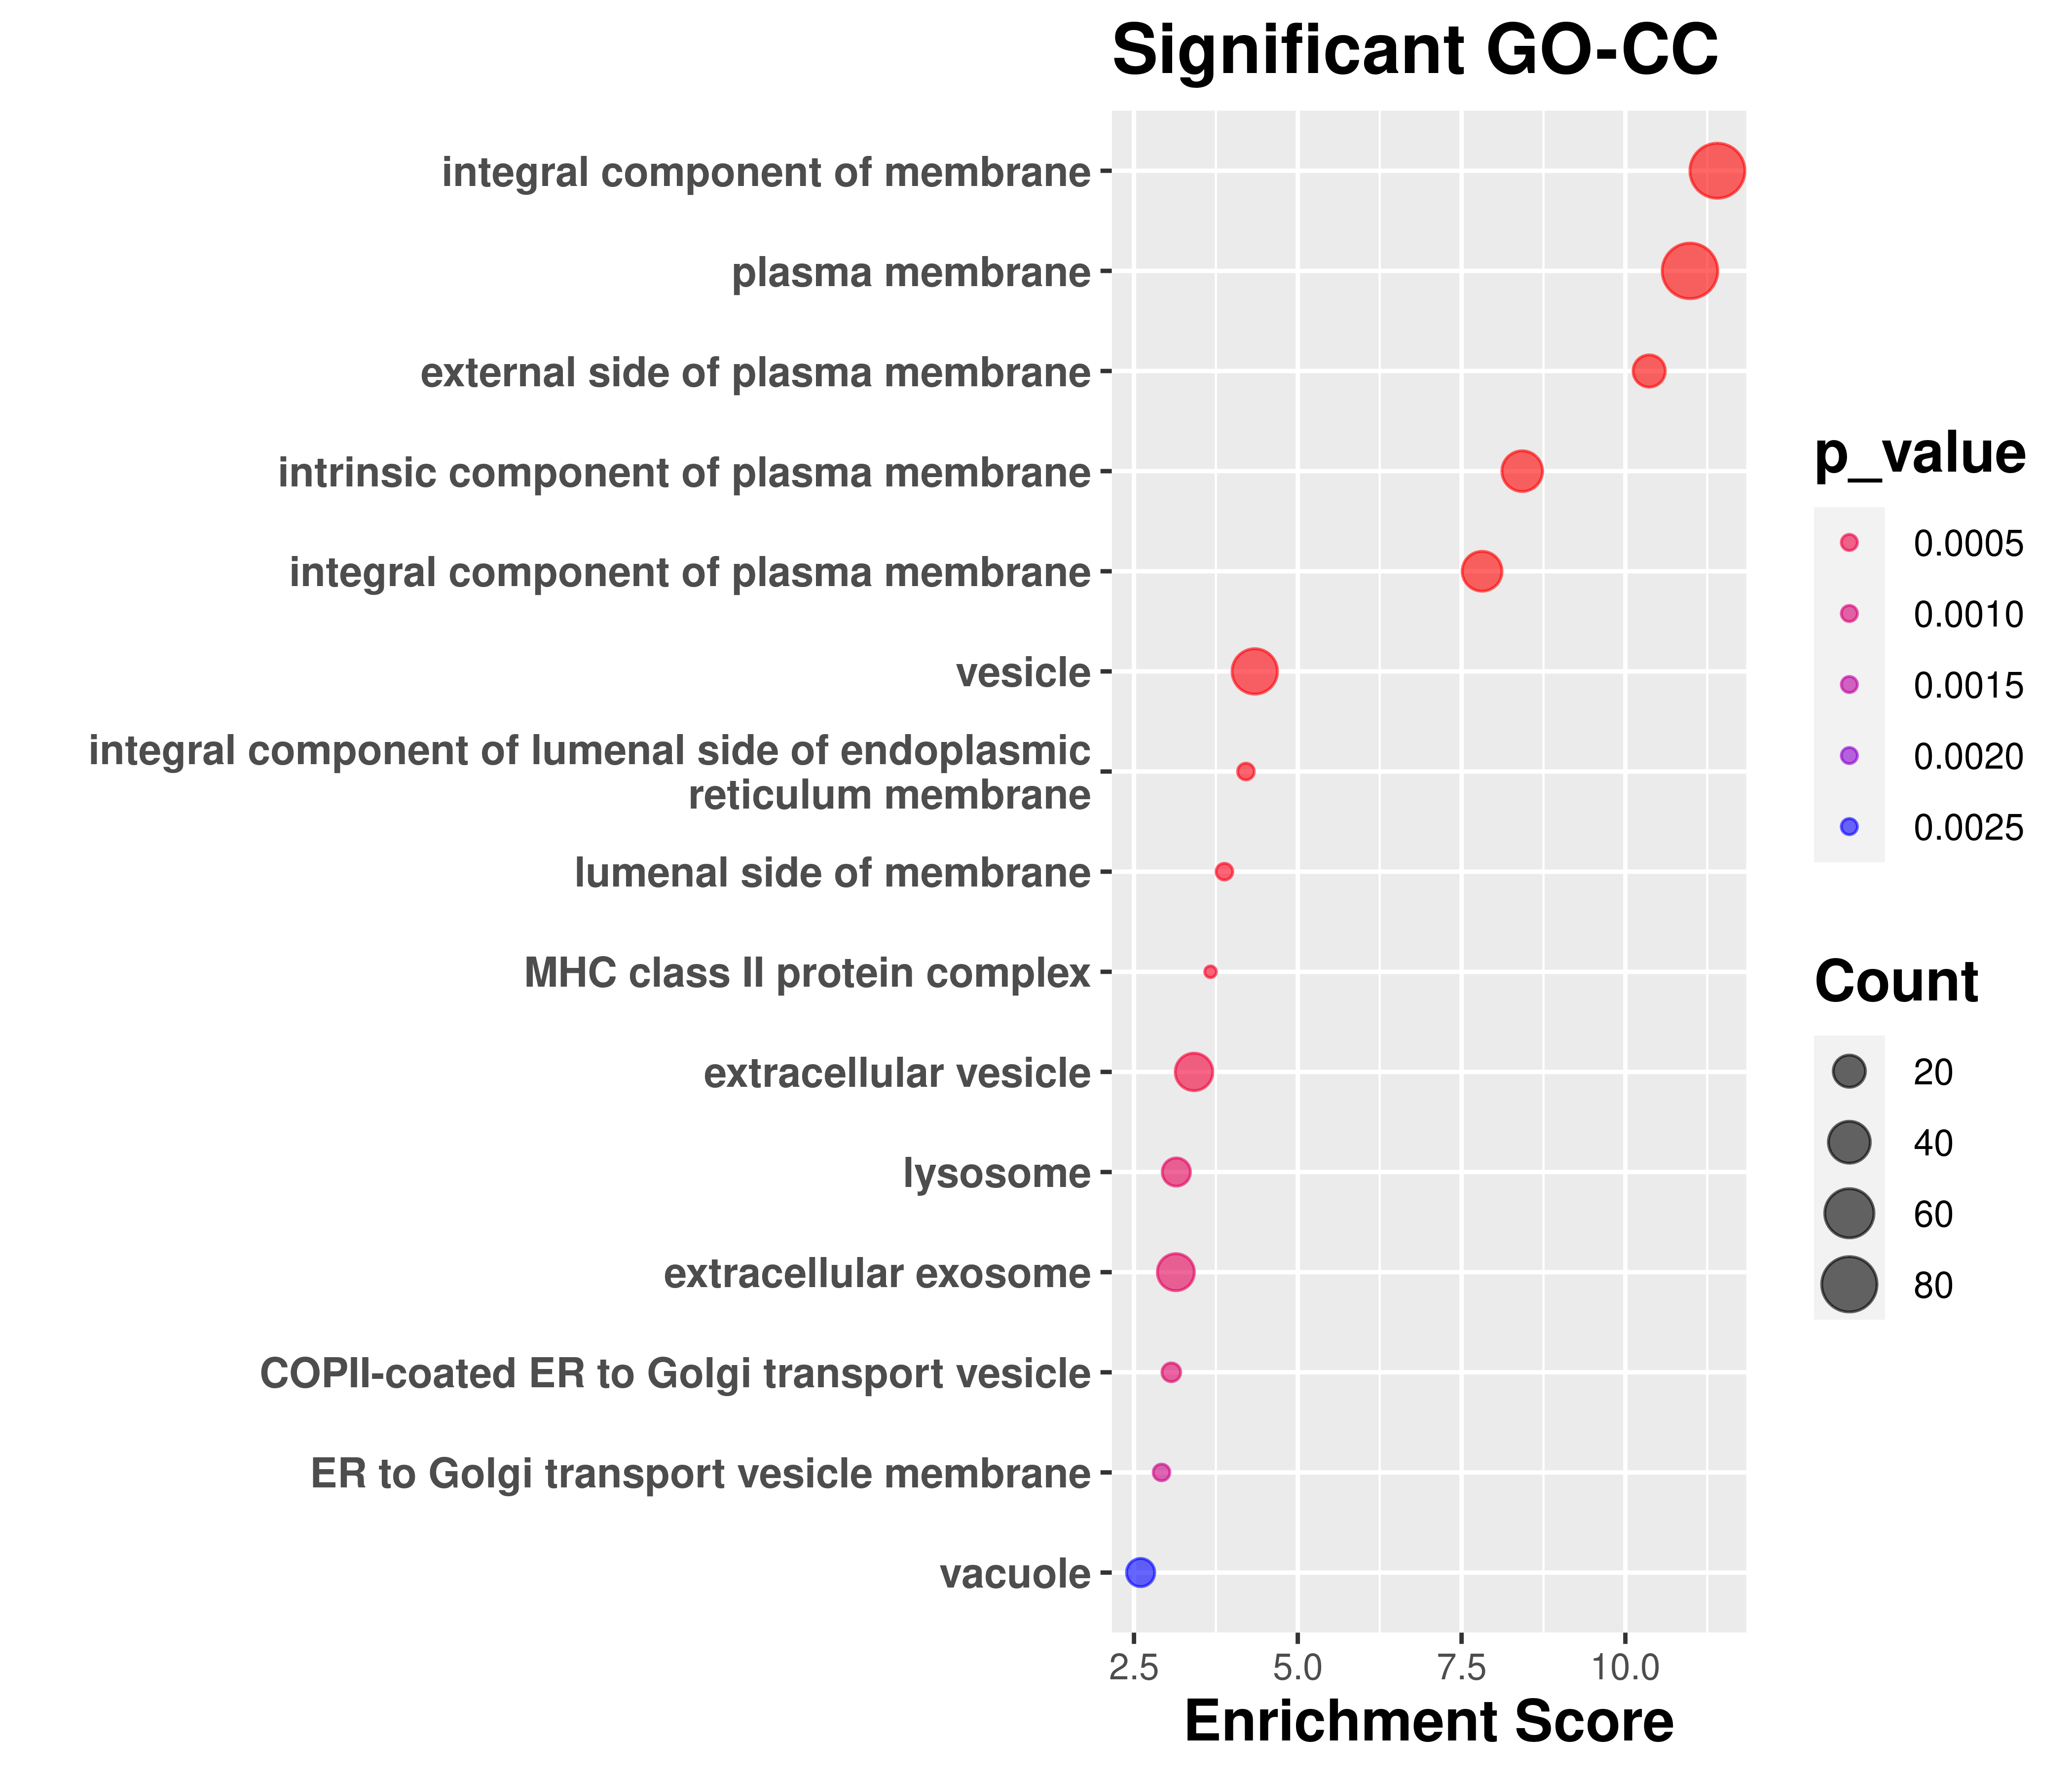 Significant GO-CC
integral component of membrane
plasma membrane
external side of plasma membrane
intrinsic component of plasma membrane
integral component of plasma membrane
vesicle
integral component of lumenal side of endoplasmic
reticulum membrane
lumenal side of membrane
MHC class II protein complex
extracellular vesicle
lysosome
extracellular exosome
COPII-coated ER to Golgi transport vesicle
ER to Golgi transport vesicle membrane
vacuole
2.5 5.0 7.5 10.0
Enrichment Score
p_value
0.0005
0.0010
0.0015
0.0020
0.0025
Count
20
40
60
80